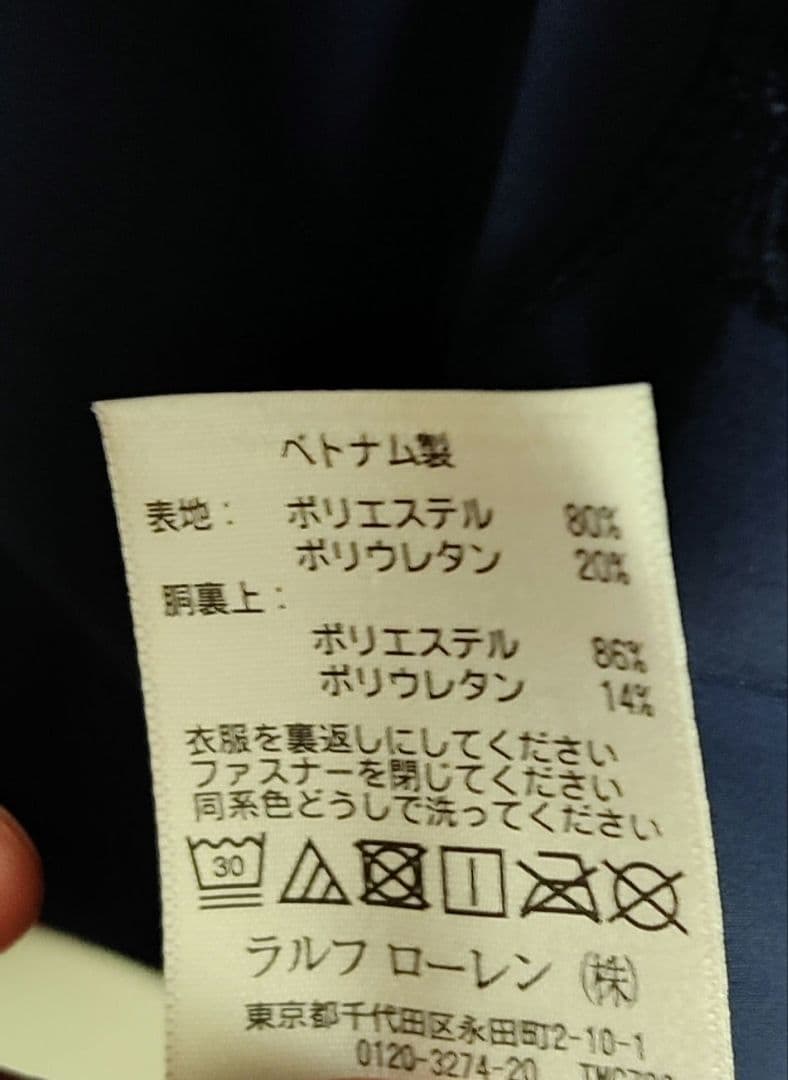 ベトナム製
表地: ポリエステル 80%
ポリウレタン 20%
胴裏上:
ポリエステル 86%
ポリウレタン 14%
衣服を裏返しにしてください
ファスナーを閉じてください
同系色どうしで洗ってください
30
ラルフ ローレン (株)
東京都千代田区永田町2-10-1
0120-3274-20